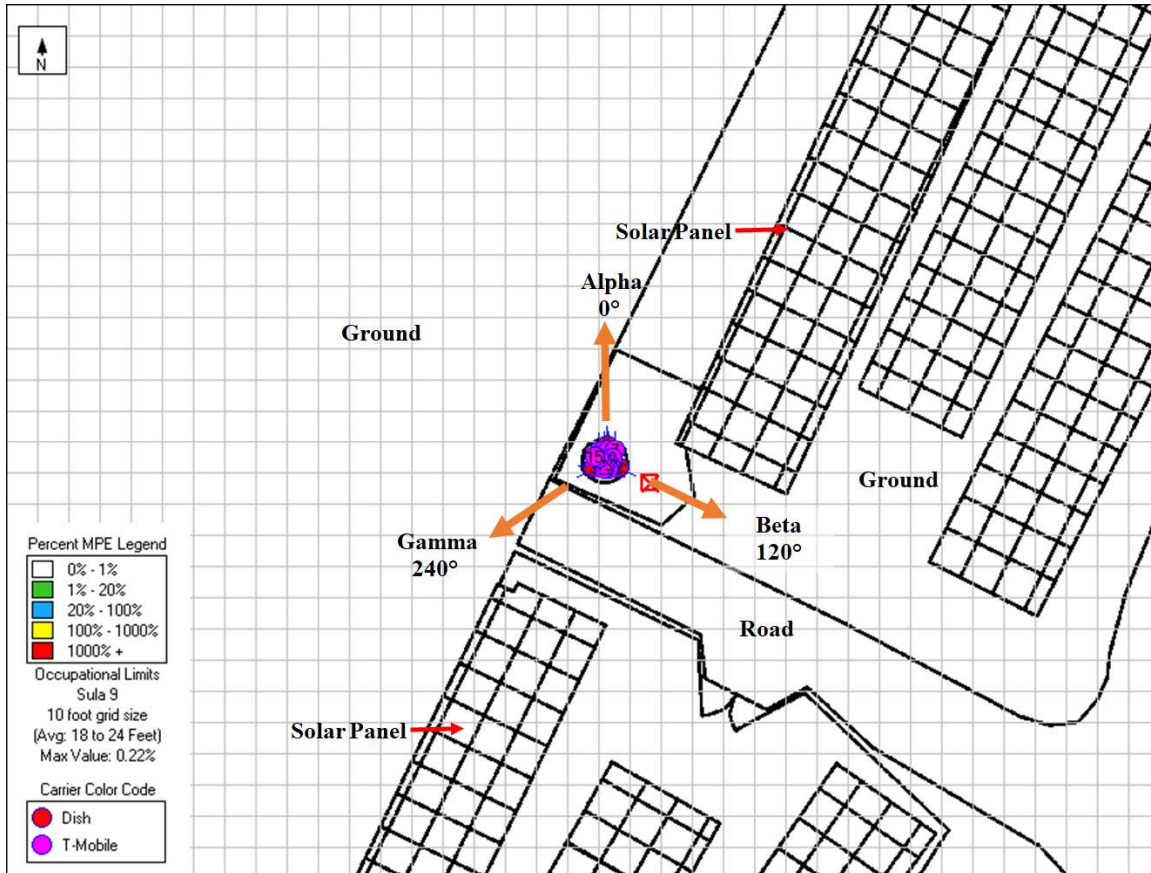 N
Solar Panel
Alpha
0°
Ground
Ground
Gamma
240°
Beta
120°
Road
Solar Panel
Percent MPE Legend
0% - 1%
1% - 20%
20% - 100%
100% - 1000%
1000% +
Occupational Limits
Sula 9
10 foot grid size
(Avg: 18 to 24 Feet)
Max Value: 0.22%
Carrier Color Code
Dish
T-Mobile